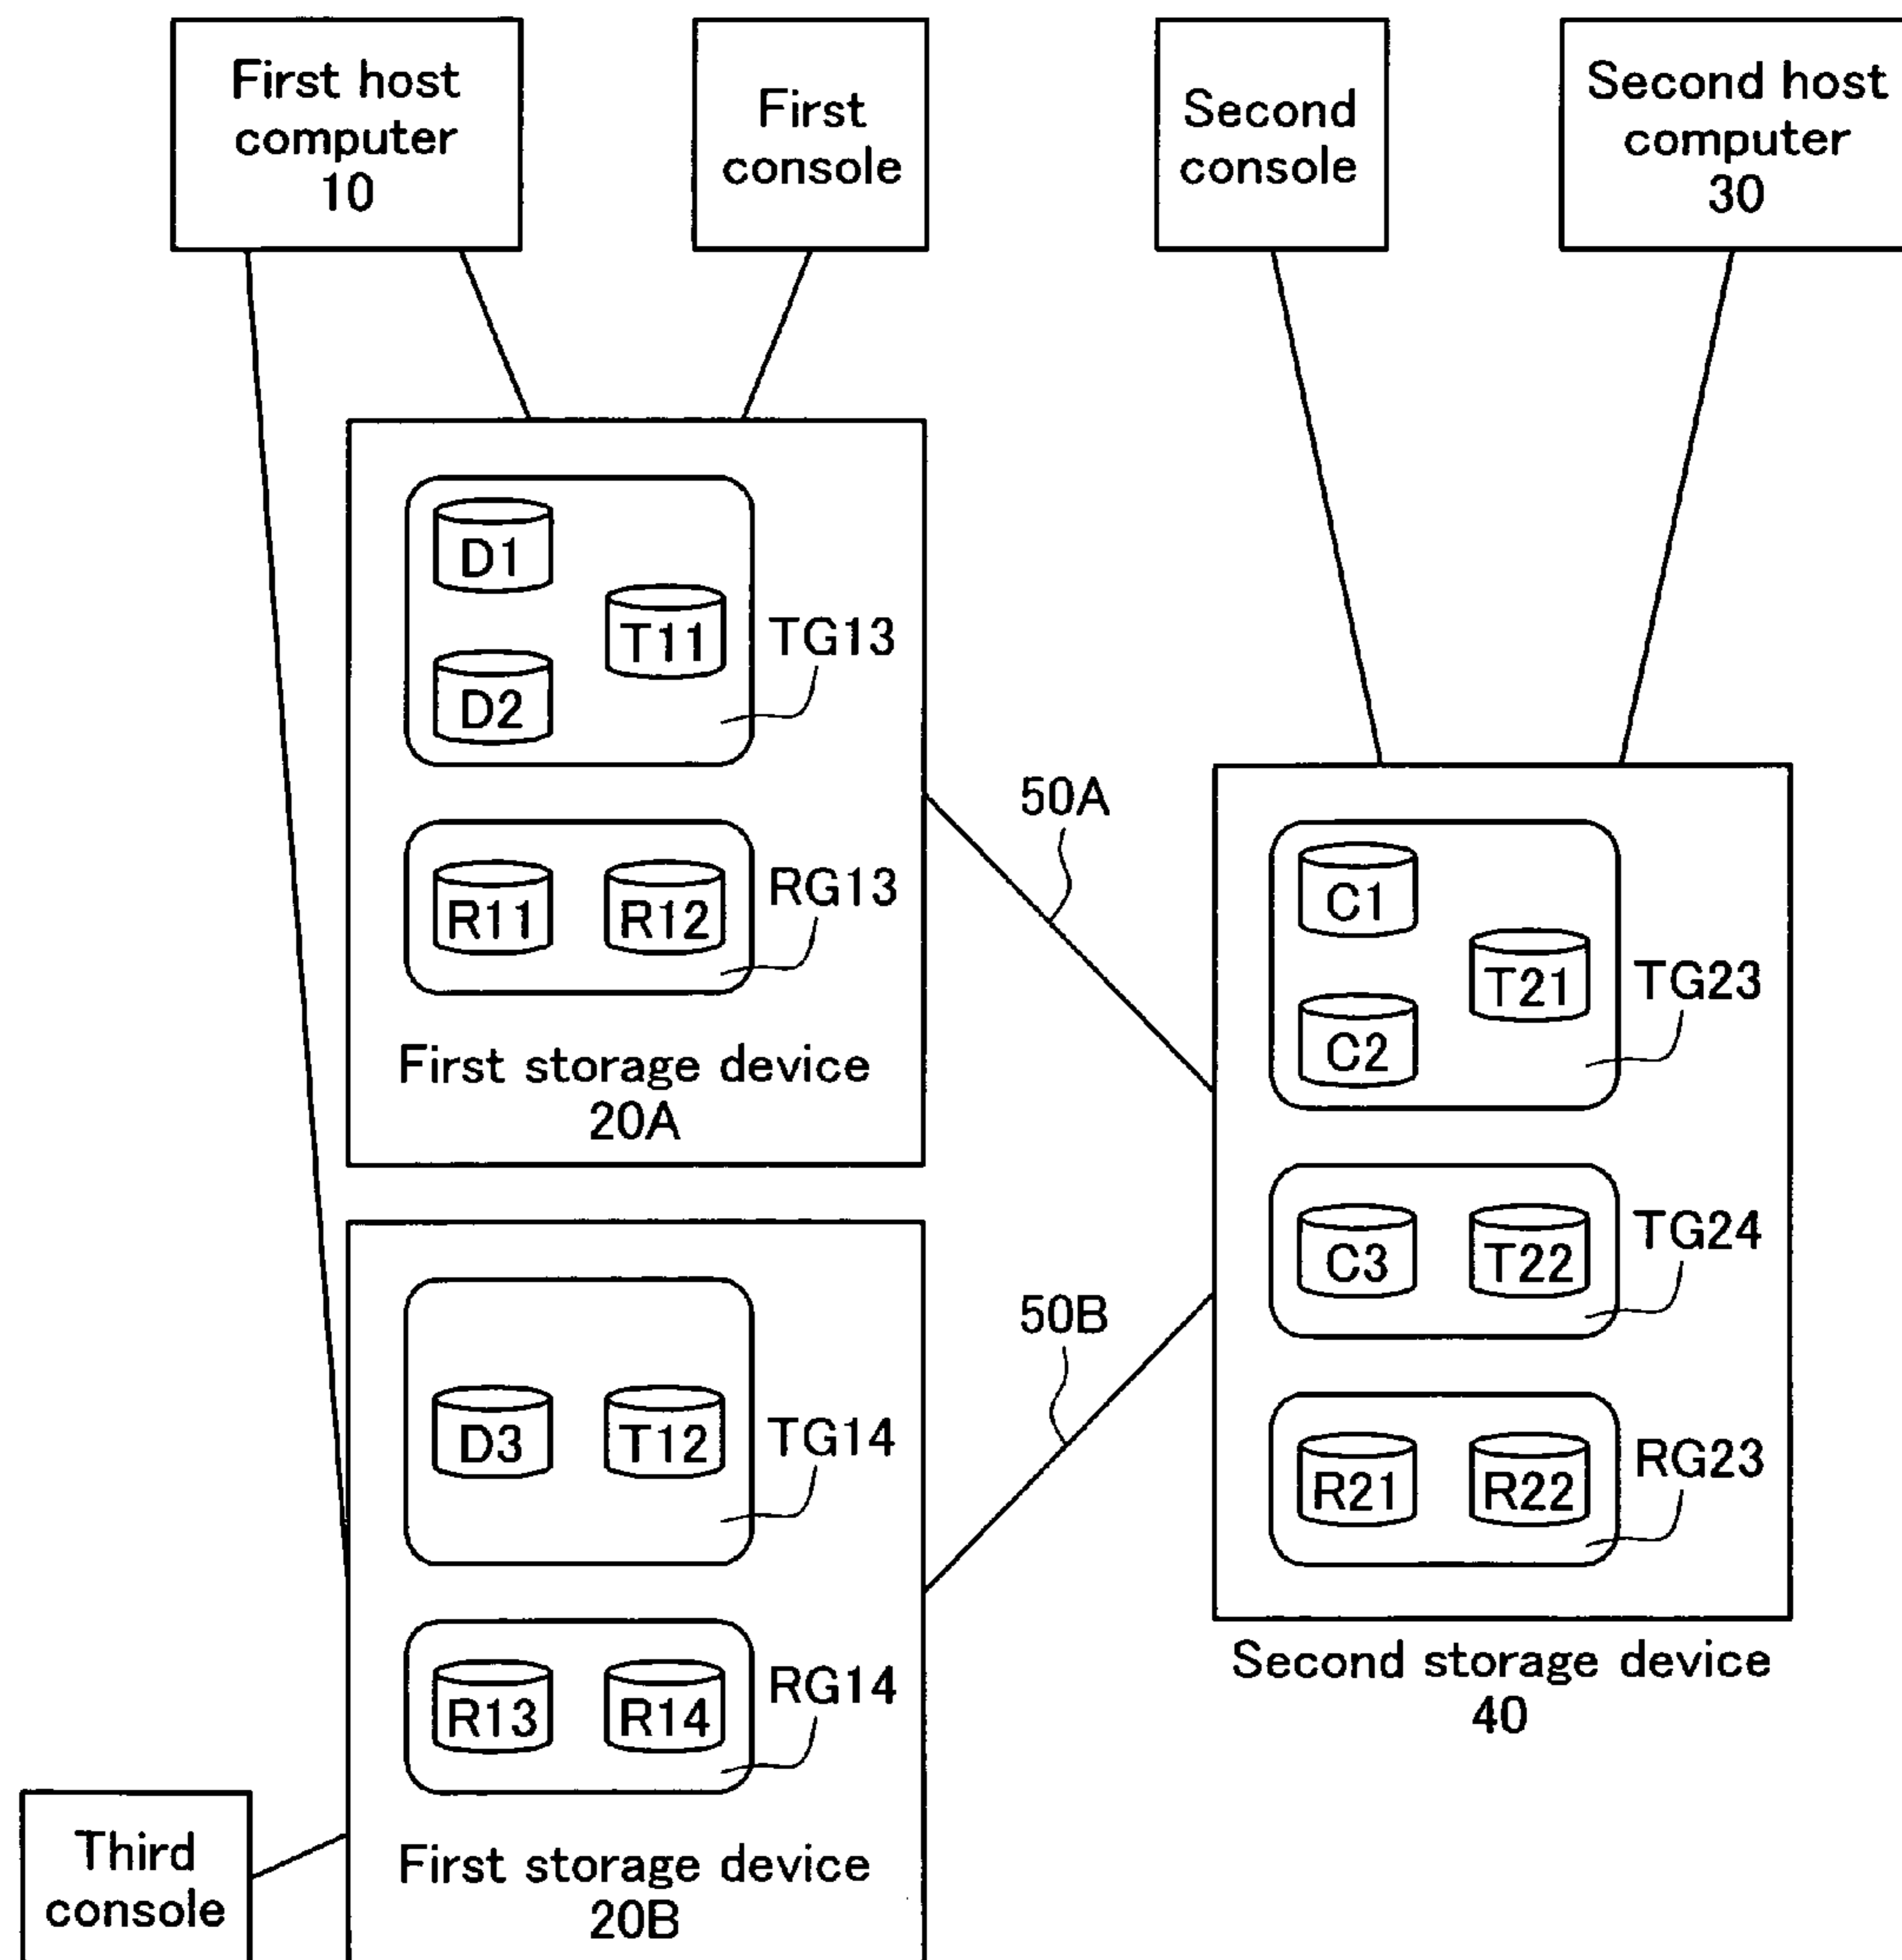 First host
computer
10
First
console
Second
console
Second host
computer
30
D1
T11
TG13
D2
R11
R12
RG13
First storage device
20A
50A
C1
T21
TG23
C2
C3
T22
TG24
50B
D3
T12
TG14
R21
R22
RG23
Second storage device
40
R13
R14
RG14
Third
console
First storage device
20B